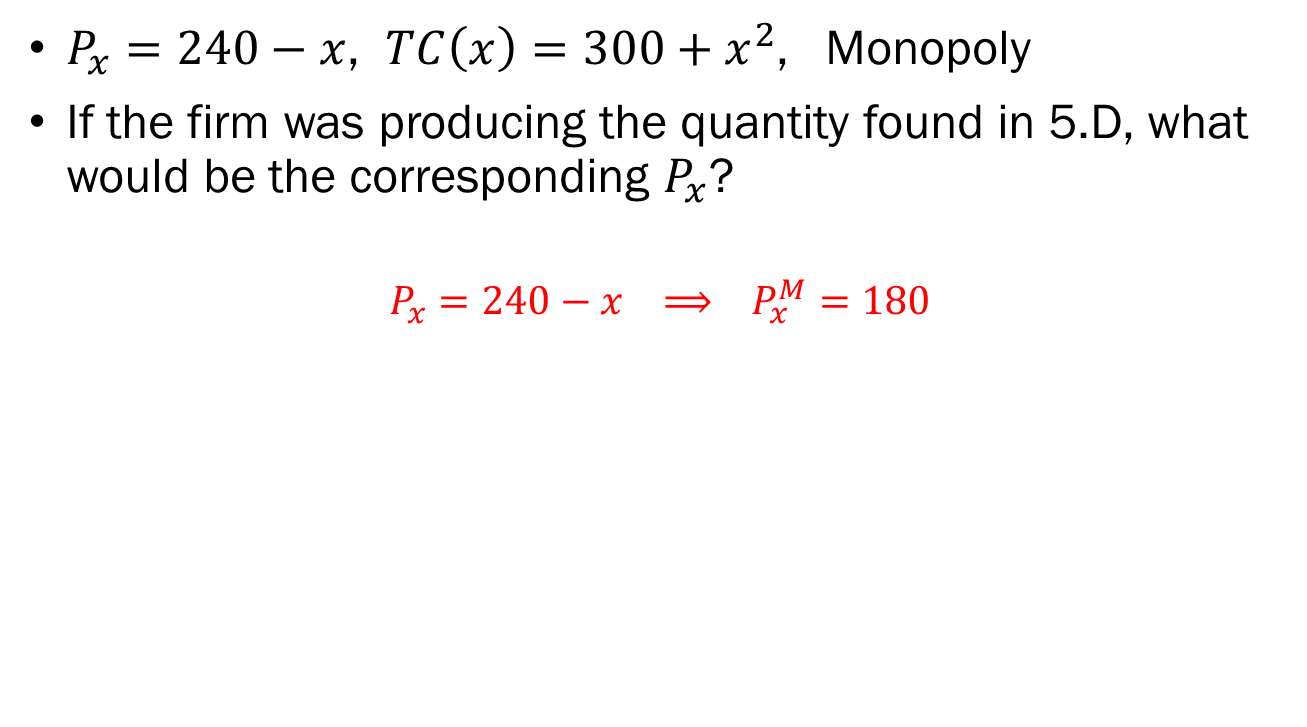 • Pₓ = 240 − x, TC(x) = 300 + x², Monopoly
• If the firm was producing the quantity found in 5.D, what
would be the corresponding Pₓ?
Pₓ = 240 − x ⟹ Pₓᴹ = 180